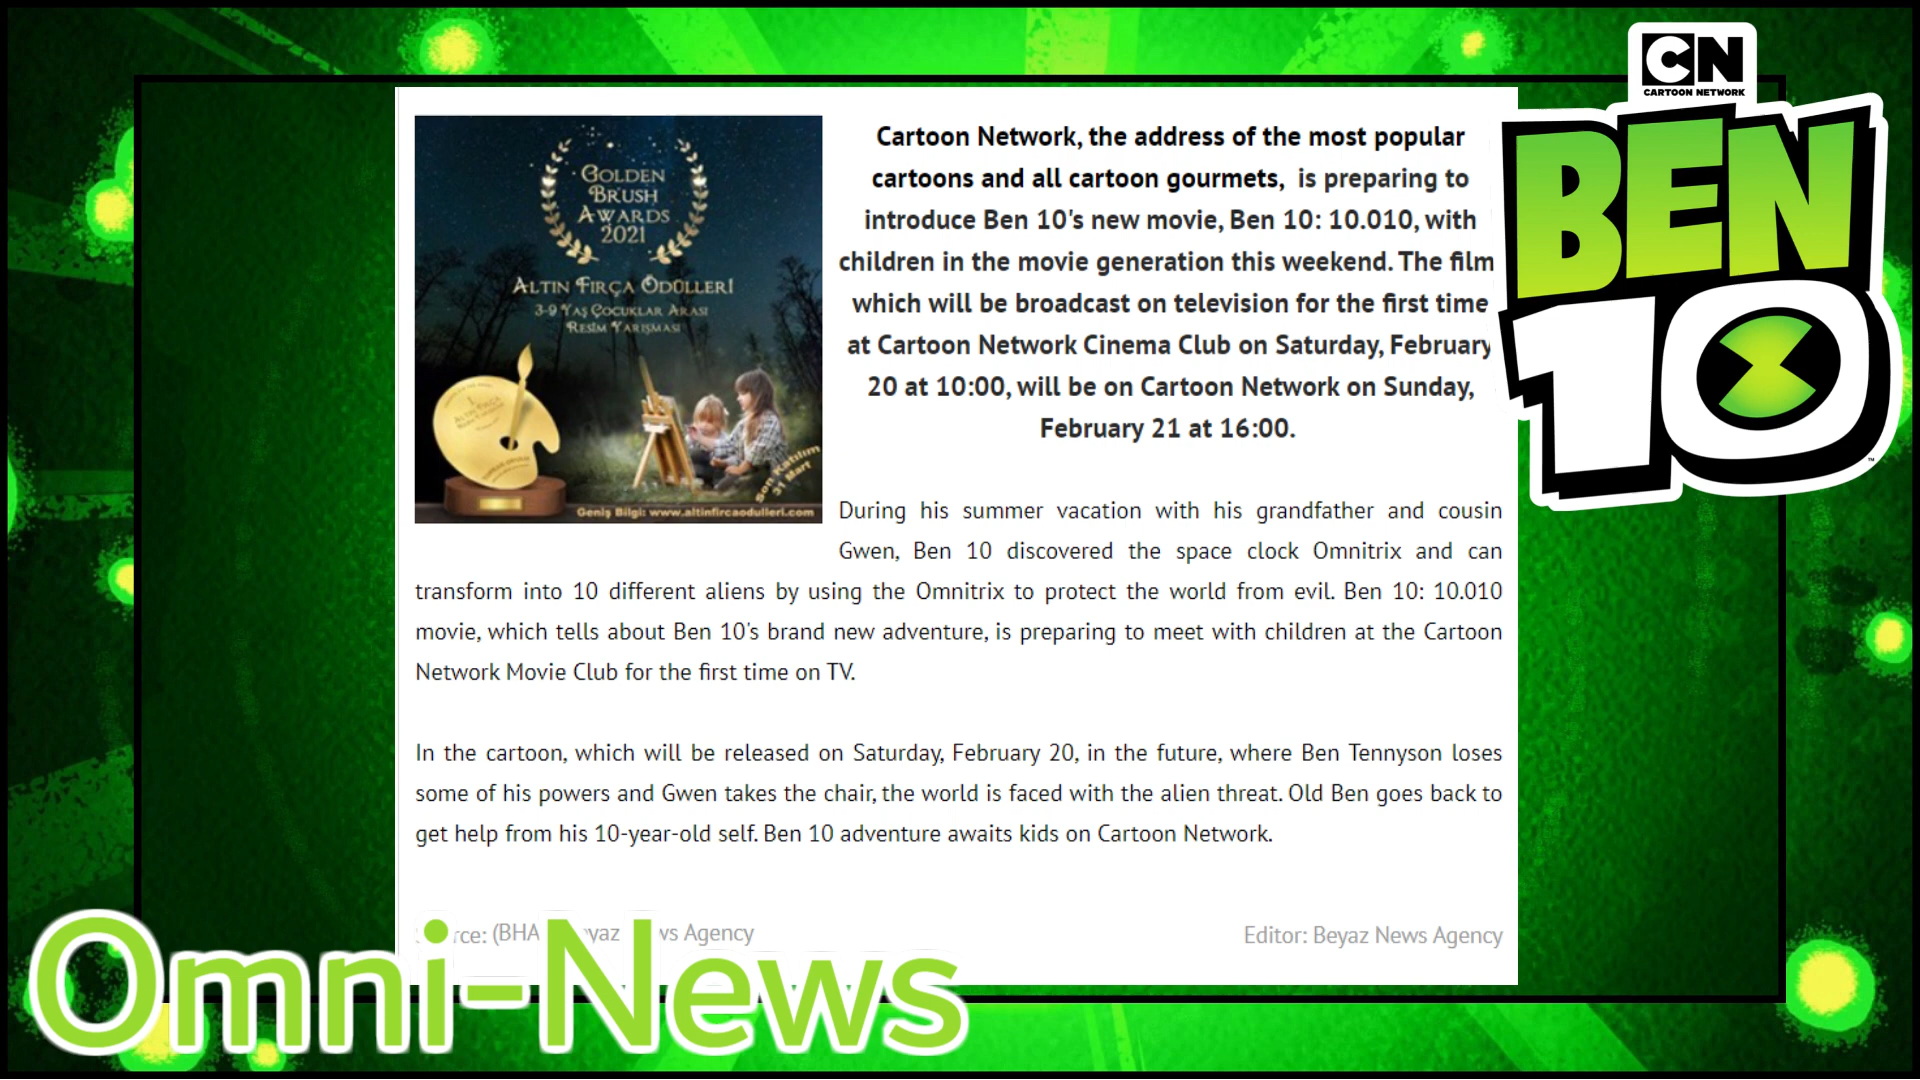 CN
CARTOON NETWORK
BEN
10
GOLDEN
BRUSH
AWARDS
2021
ALTIN FIRÇA ÖDÜLLERİ
3-9 YAŞ ÇOCUKLAR ARASI
RESİM YARIŞMASI
Son Katılım
31 Mart
Geniş Bilgi: www.altinfircaodulleri.com
Cartoon Network, the address of the most popular
cartoons and all cartoon gourmets, is preparing to
introduce Ben 10's new movie, Ben 10: 10.010, with
children in the movie generation this weekend. The film
which will be broadcast on television for the first time
at Cartoon Network Cinema Club on Saturday, February
20 at 10:00, will be on Cartoon Network on Sunday,
February 21 at 16:00.
During his summer vacation with his grandfather and cousin
Gwen, Ben 10 discovered the space clock Omnitrix and can
transform into 10 different aliens by using the Omnitrix to protect the world from evil. Ben 10: 10.010
movie, which tells about Ben 10's brand new adventure, is preparing to meet with children at the Cartoon
Network Movie Club for the first time on TV.
In the cartoon, which will be released on Saturday, February 20, in the future, where Ben Tennyson loses
some of his powers and Gwen takes the chair, the world is faced with the alien threat. Old Ben goes back to
get help from his 10-year-old self. Ben 10 adventure awaits kids on Cartoon Network.
(BHA Agency
Editor: Beyaz News Agency
Omni-News